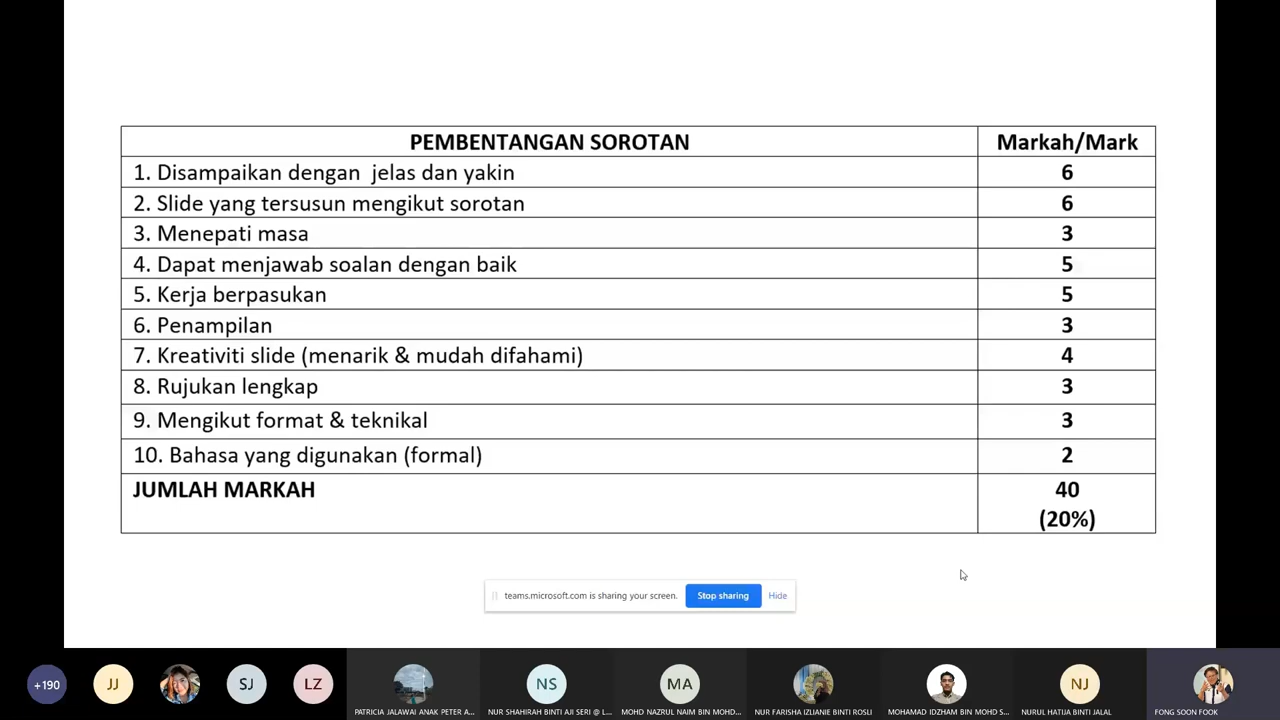 PEMBENTANGAN SOROTAN Markah/Mark
1. Disampaikan dengan jelas dan yakin 6
2. Slide yang tersusun mengikut sorotan 6
3. Menepati masa 3
4. Dapat menjawab soalan dengan baik 5
5. Kerja berpasukan 5
6. Penampilan 3
7. Kreativiti slide (menarik & mudah difahami) 4
8. Rujukan lengkap 3
9. Mengikut format & teknikal 3
10. Bahasa yang digunakan (formal) 2
JUMLAH MARKAH 40
(20%)
teams.microsoft.com is sharing your screen. Stop sharing Hide
+190 JJ SJ LZ NS MA NJ
PATRICIA JALAWAI ANAK PETER A... NUR SHAHIRAH BINTI AJI SERI @ L... MOHD NAZRUL NAIM BIN MOHD... NUR FARISHA IZLIANIE BINTI ROSLI MOHAMAD IDZHAM BIN MOHD S... NURUL HATIJA BINTI JALAL FONG SOON FOOK